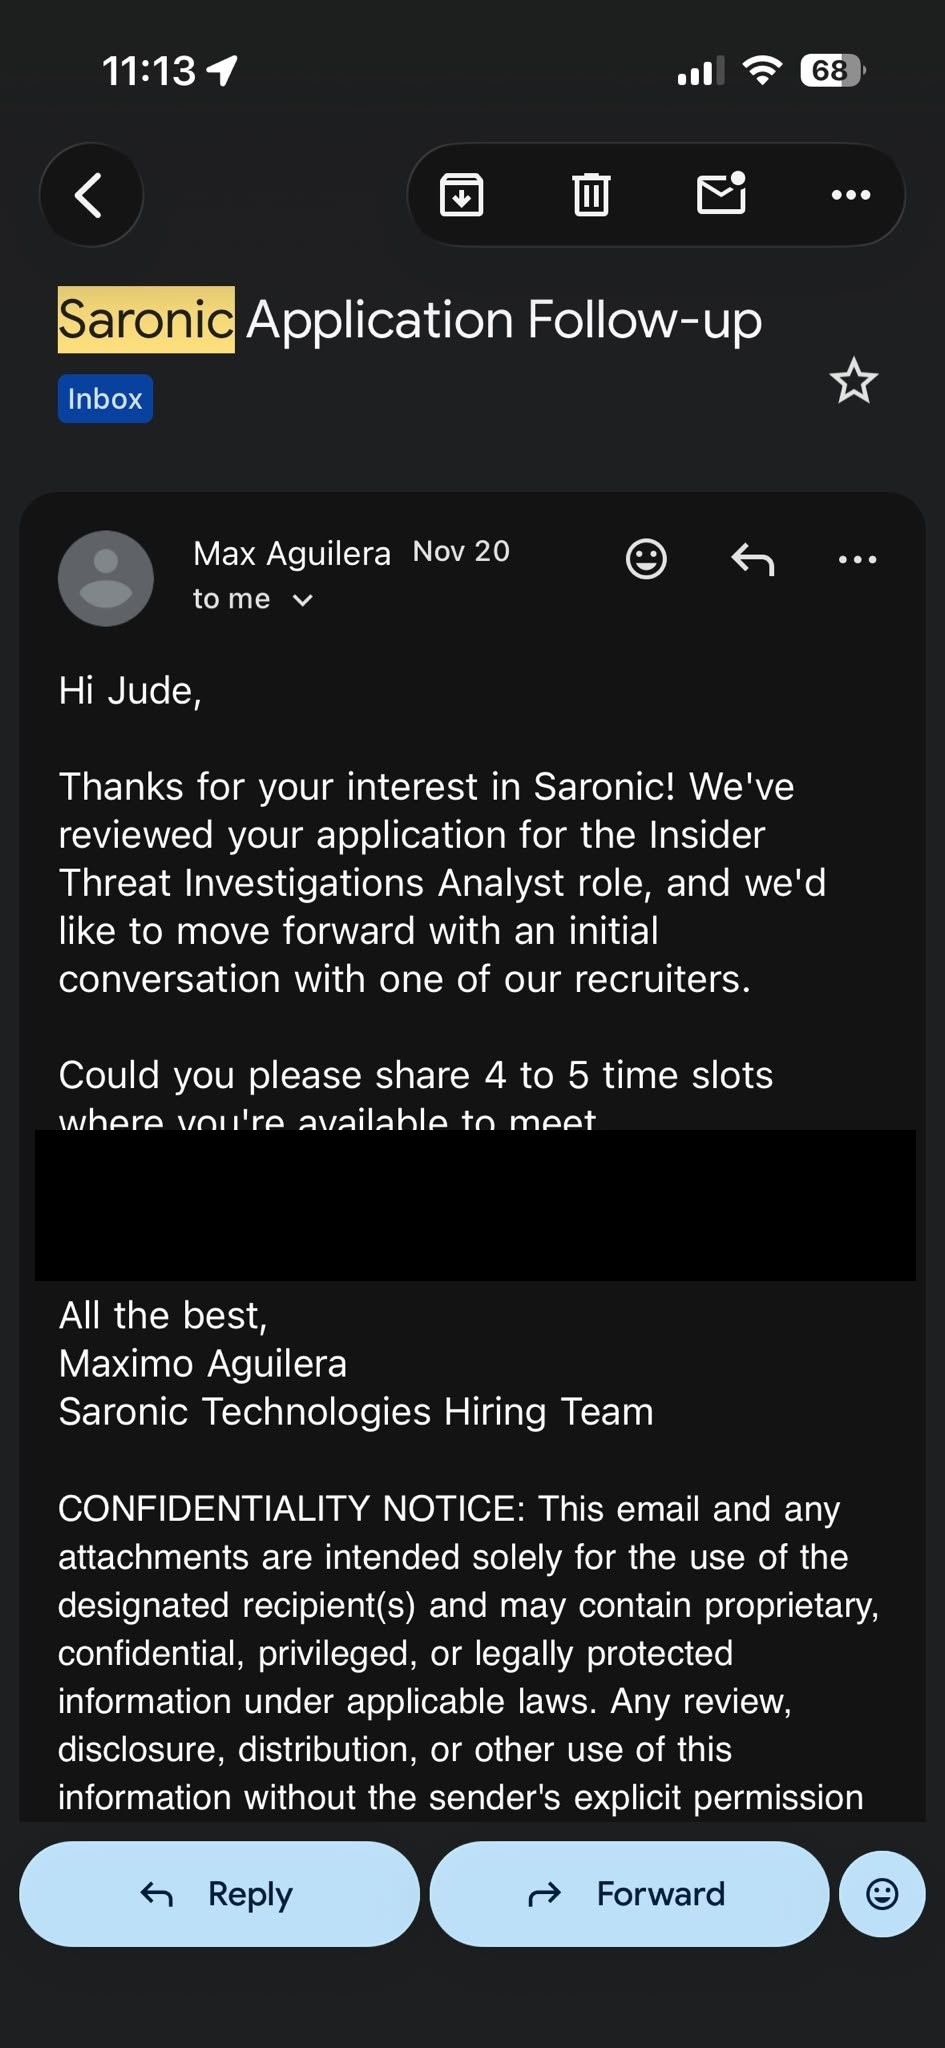 11:13
68
Saronic Application Follow-up
Inbox
Max Aguilera Nov 20
to me
Hi Jude,
Thanks for your interest in Saronic! We've
reviewed your application for the Insider
Threat Investigations Analyst role, and we'd
like to move forward with an initial
conversation with one of our recruiters.
Could you please share 4 to 5 time slots
where you're available to meet
All the best,
Maximo Aguilera
Saronic Technologies Hiring Team
CONFIDENTIALITY NOTICE: This email and any
attachments are intended solely for the use of the
designated recipient(s) and may contain proprietary,
confidential, privileged, or legally protected
information under applicable laws. Any review,
disclosure, distribution, or other use of this
information without the sender's explicit permission
Reply
Forward